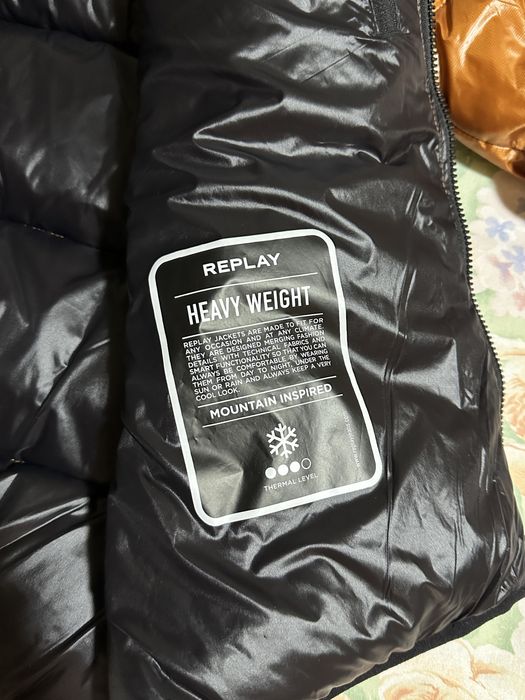 REPLAY
HEAVY WEIGHT
REPLAY JACKETS ARE MADE TO FIT FOR
ANY OCCASION AND AT ANY CLIMATE.
THEY ARE DESIGNED MERGING FASHION
DETAILS WITH TECHNICAL FABRICS AND
SMART FUNCTIONALITY SO THAT YOU CAN
ALWAYS BE COMFORTABLE BY WEARING
THEM FROM DAY TO NIGHT, UNDER THE
SUN OR RAIN AND ALWAYS KEEP A VERY
COOL LOOK.
MOUNTAIN INSPIRED
THERMAL LEVEL